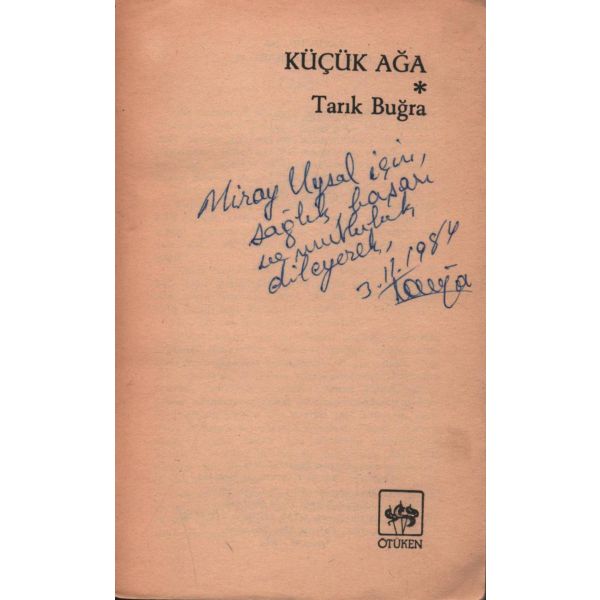 KÜÇÜK AĞA
*
Tarık Buğra
Miray Uysal için,
sağlık başarı
ve mutluluk
dileyerek,
3.11.1984
ÖTÜKEN